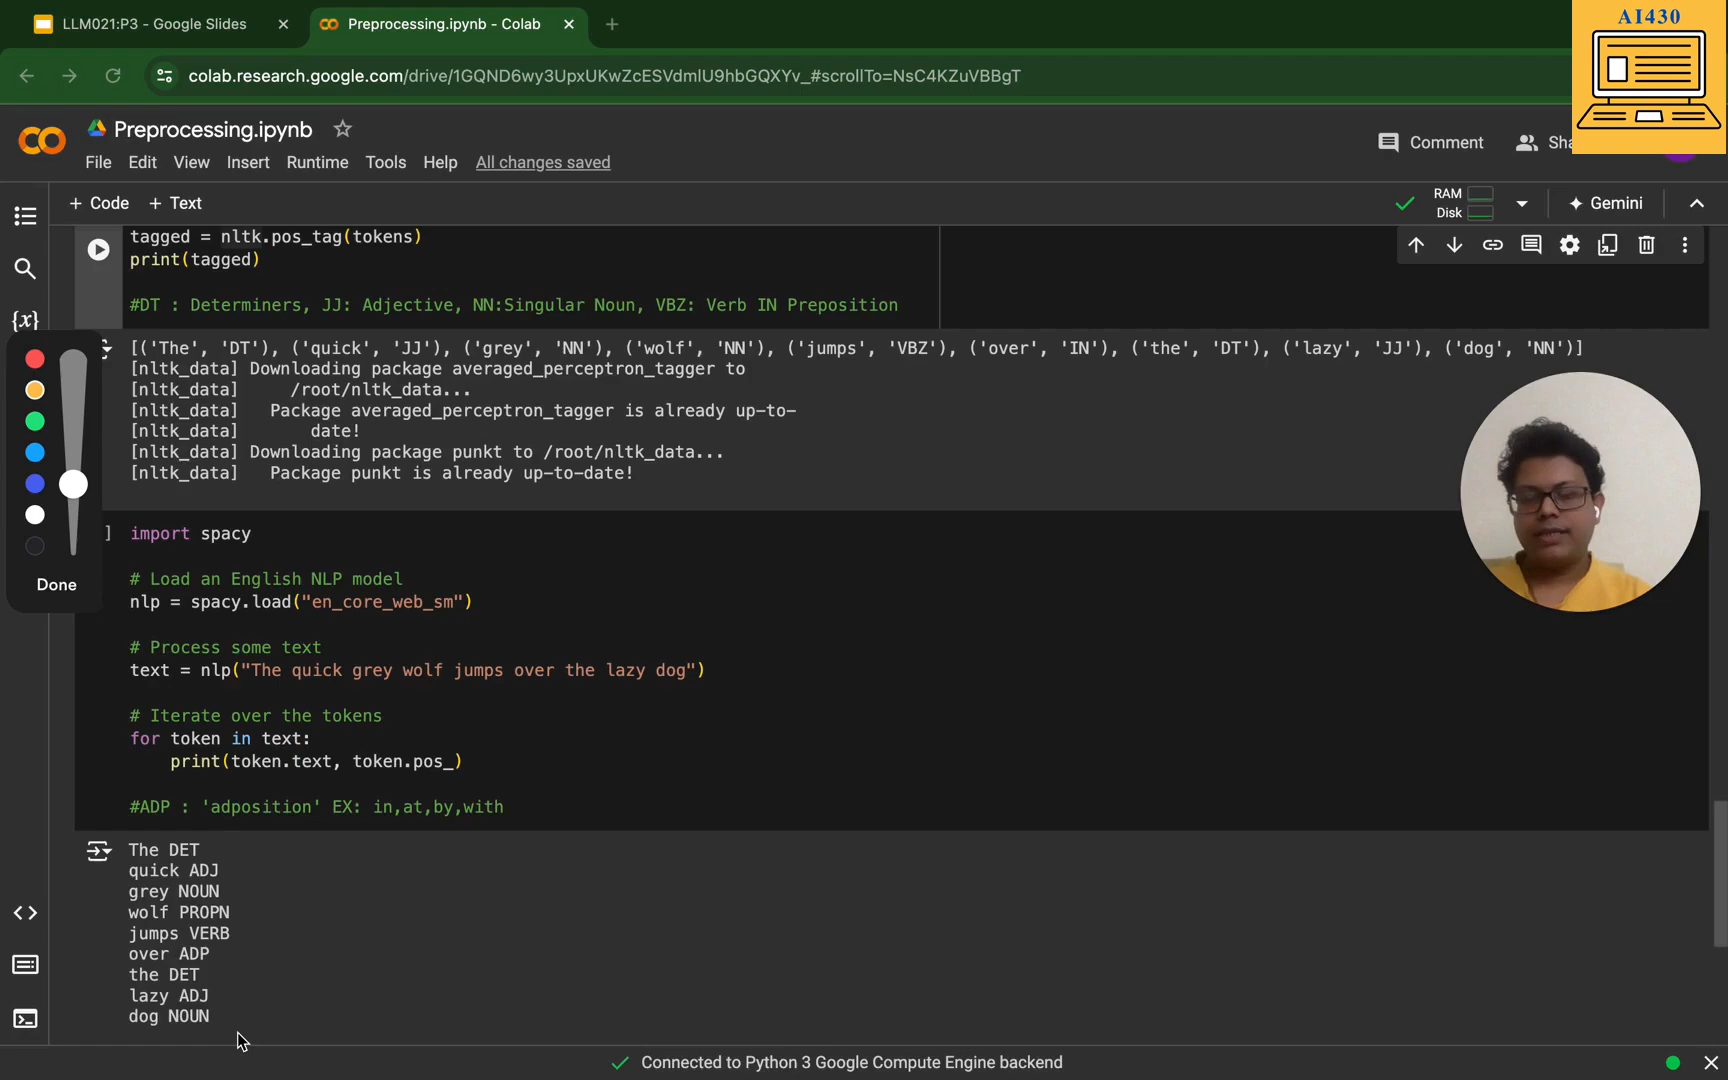 LLM021:P3 - Google Slides
Preprocessing.ipynb - Colab
AI430
colab.research.google.com/drive/1GQND6wy3UpxUKwZcESVdmlU9hbGQXYv_#scrollTo=NsC4KZuVBBgT
Preprocessing.ipynb
Comment
Sha
File Edit View Insert Runtime Tools Help All changes saved
+ Code + Text
RAM
Disk
Gemini
tagged = nltk.pos_tag(tokens)
print(tagged)
#DT : Determiners, JJ: Adjective, NN:Singular Noun, VBZ: Verb IN Preposition
{x}
[('The', 'DT'), ('quick', 'JJ'), ('grey', 'NN'), ('wolf', 'NN'), ('jumps', 'VBZ'), ('over', 'IN'), ('the', 'DT'), ('lazy', 'JJ'), ('dog', 'NN')]
[nltk_data] Downloading package averaged_perceptron_tagger to
[nltk_data]     /root/nltk_data...
[nltk_data]   Package averaged_perceptron_tagger is already up-to-
[nltk_data]       date!
[nltk_data] Downloading package punkt to /root/nltk_data...
[nltk_data]   Package punkt is already up-to-date!
Done
]
import spacy
# Load an English NLP model
nlp = spacy.load("en_core_web_sm")
# Process some text
text = nlp("The quick grey wolf jumps over the lazy dog")
# Iterate over the tokens
for token in text:
    print(token.text, token.pos_)
#ADP : 'adposition' EX: in,at,by,with
The DET
quick ADJ
grey NOUN
wolf PROPN
jumps VERB
over ADP
the DET
lazy ADJ
dog NOUN
Connected to Python 3 Google Compute Engine backend